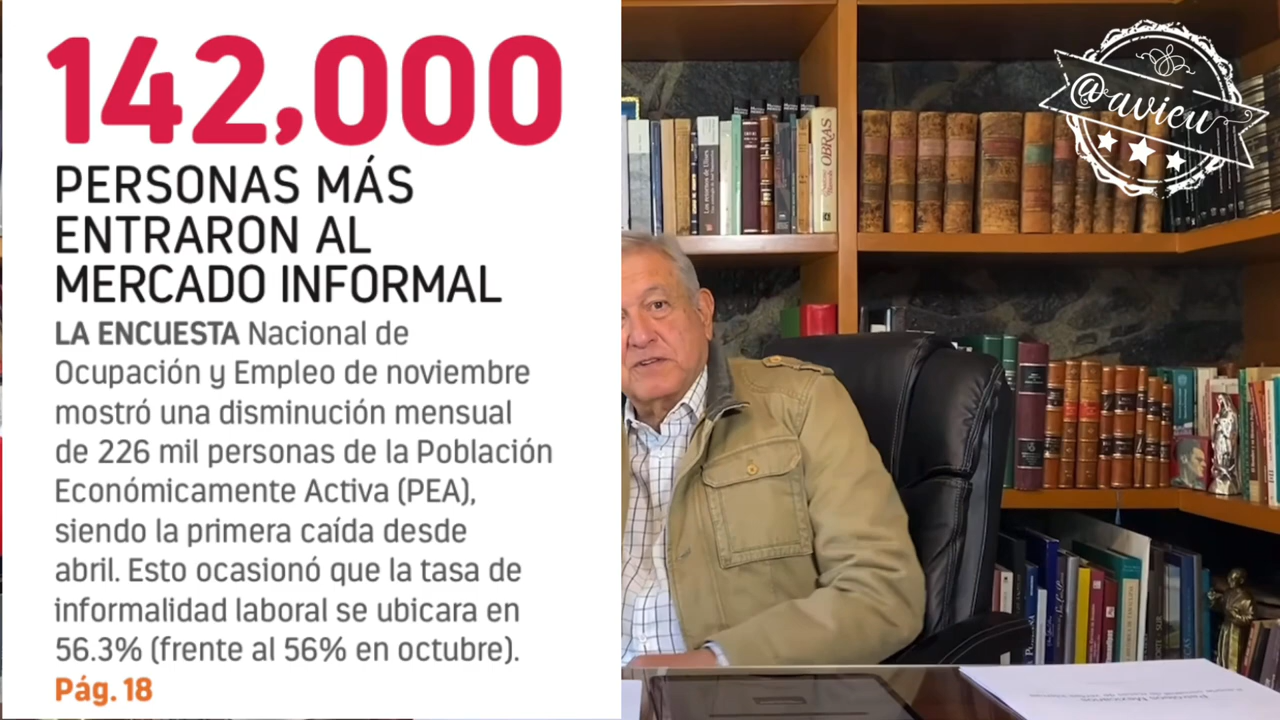 142,000
PERSONAS MÁS
ENTRARON AL
MERCADO INFORMAL
LA ENCUESTA Nacional de
Ocupación y Empleo de noviembre
mostró una disminución mensual
de 226 mil personas de la Población
Económicamente Activa (PEA),
siendo la primera caída desde
abril. Esto ocasionó que la tasa de
informalidad laboral se ubicara en
56.3% (frente al 56% en octubre).
Pág. 18
@avieu
OBRAS